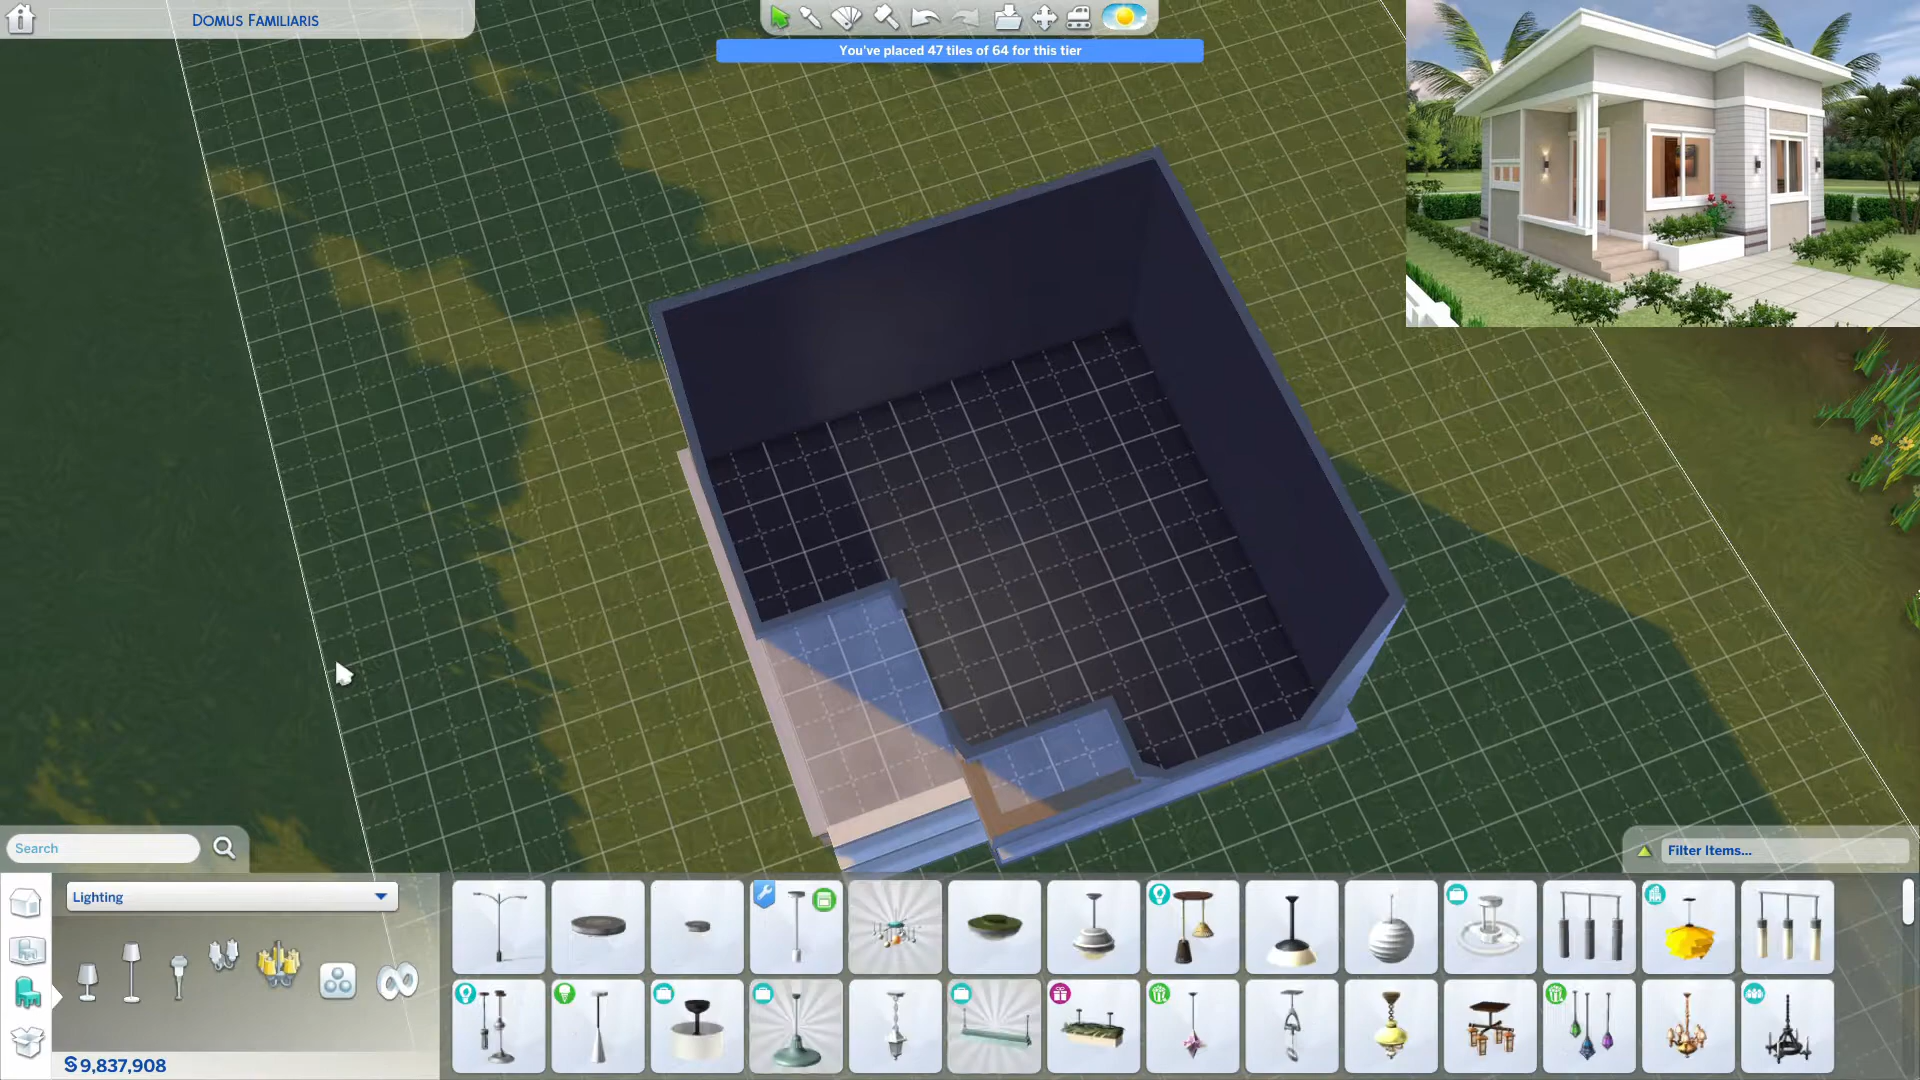 Domus Familiaris
You've placed 47 tiles of 64 for this tier
Search
Filter Items...
Lighting
§9,837,908